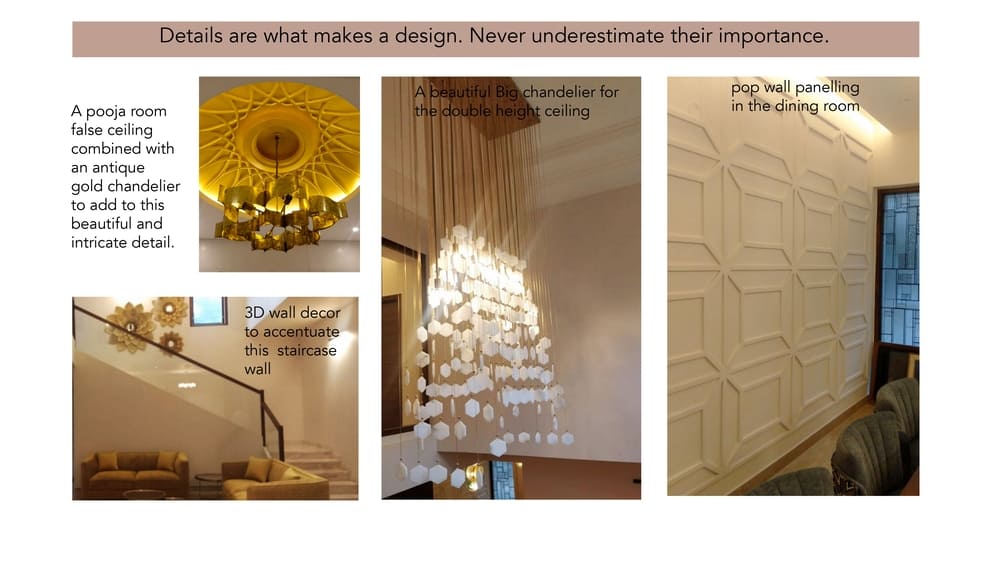 Details are what makes a design. Never underestimate their importance.
A pooja room
false ceiling
combined with
an antique
gold chandelier
to add to this
beautiful and
intricate detail.
3D wall decor
to accentuate
this staircase
wall
A beautiful Big chandelier for
the double height ceiling
pop wall panelling
in the dining room